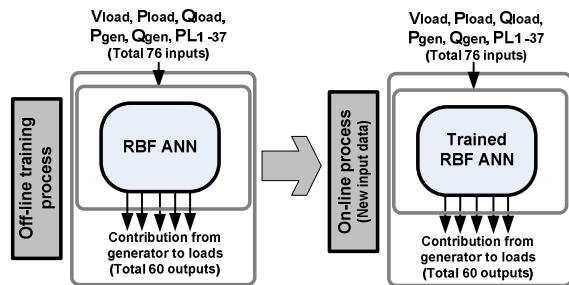 Vload, Pload, Qload,
Pgen, Qgen, PL1-37
(Total 76 inputs)
Off-line training
process
RBF ANN
Contribution from
generator to loads
(Total 60 outputs)
Vload, Pload, Qload,
Pgen, Qgen, PL1-37
(Total 76 inputs)
On-line process
(New input data)
Trained
RBF ANN
Contribution from
generator to loads
(Total 60 outputs)